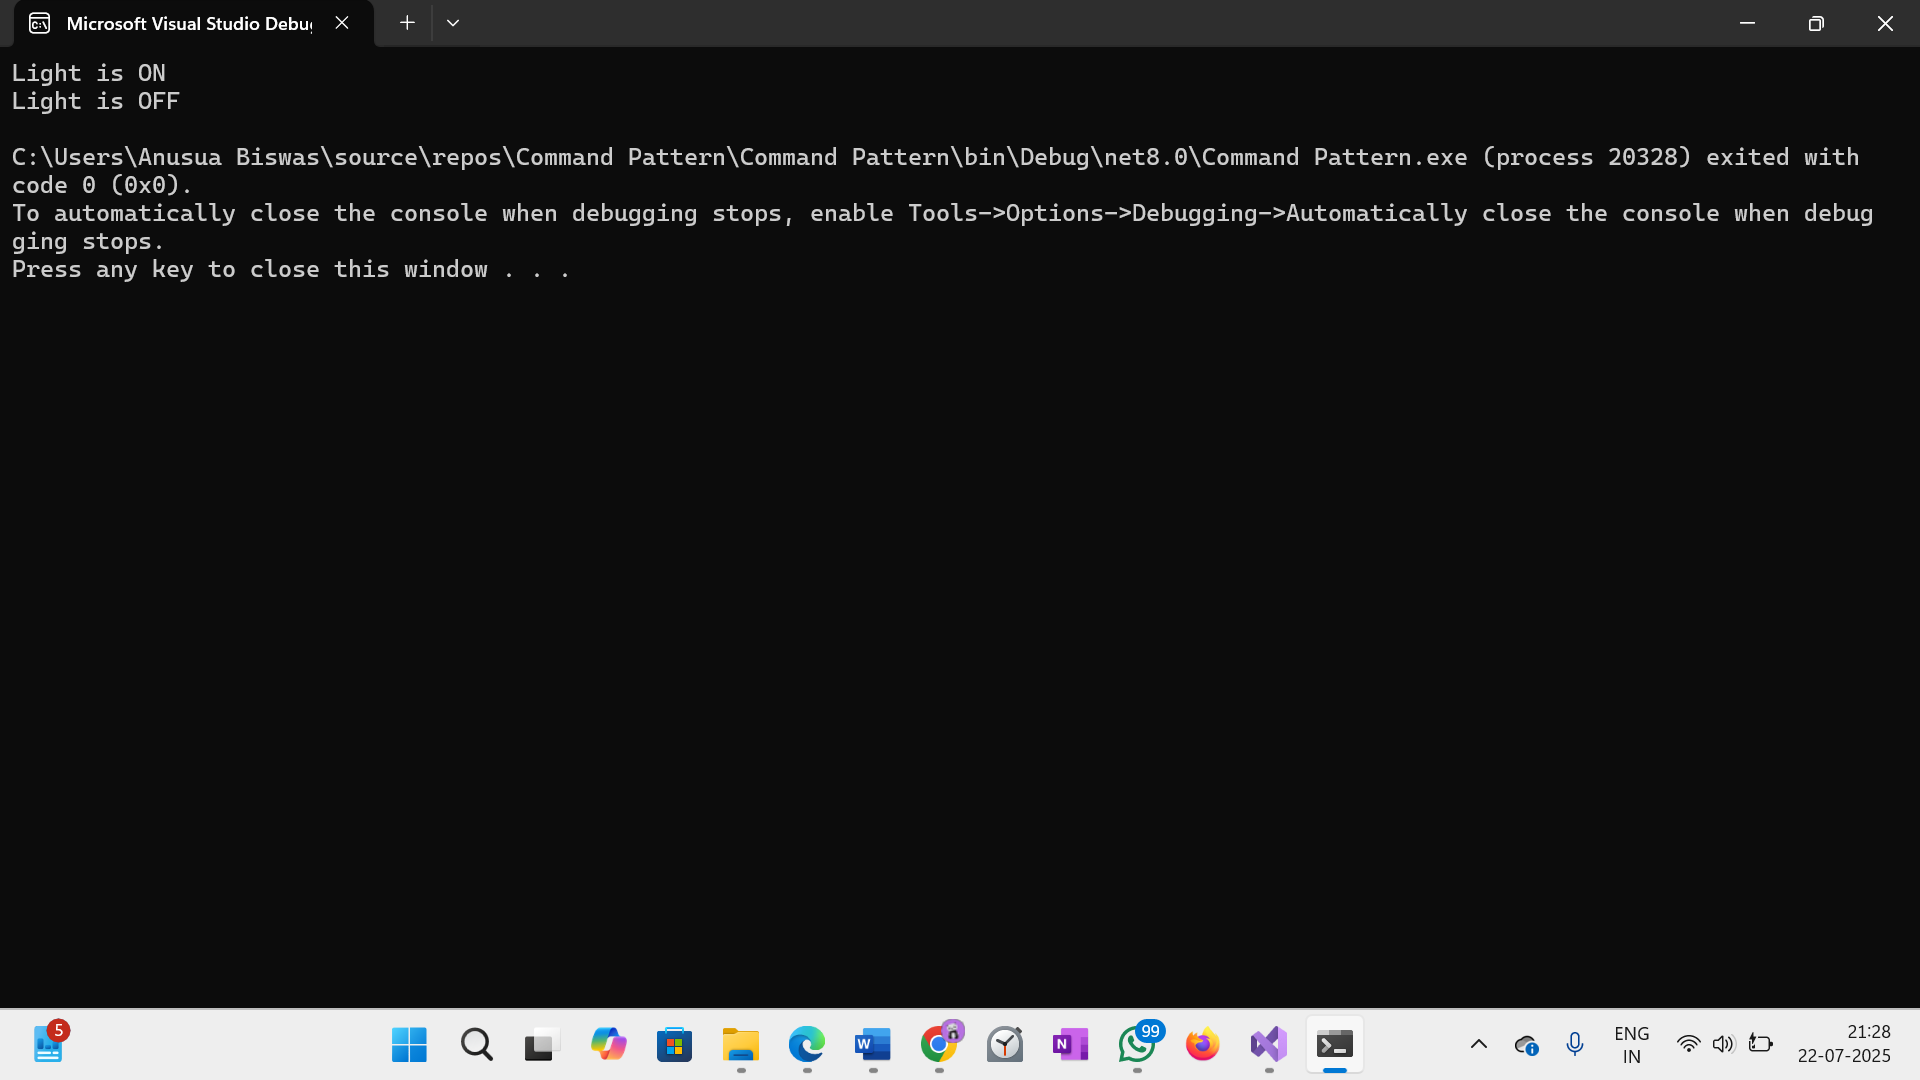 Microsoft Visual Studio Debu
Light is ON
Light is OFF
C:\Users\Anusua Biswas\source\repos\Command Pattern\Command Pattern\bin\Debug\net8.0\Command Pattern.exe (process 20328) exited with
code 0 (0x0).
To automatically close the console when debugging stops, enable Tools->Options->Debugging->Automatically close the console when debug
ging stops.
Press any key to close this window . . .
5
99
ENG
IN
21:28
22-07-2025